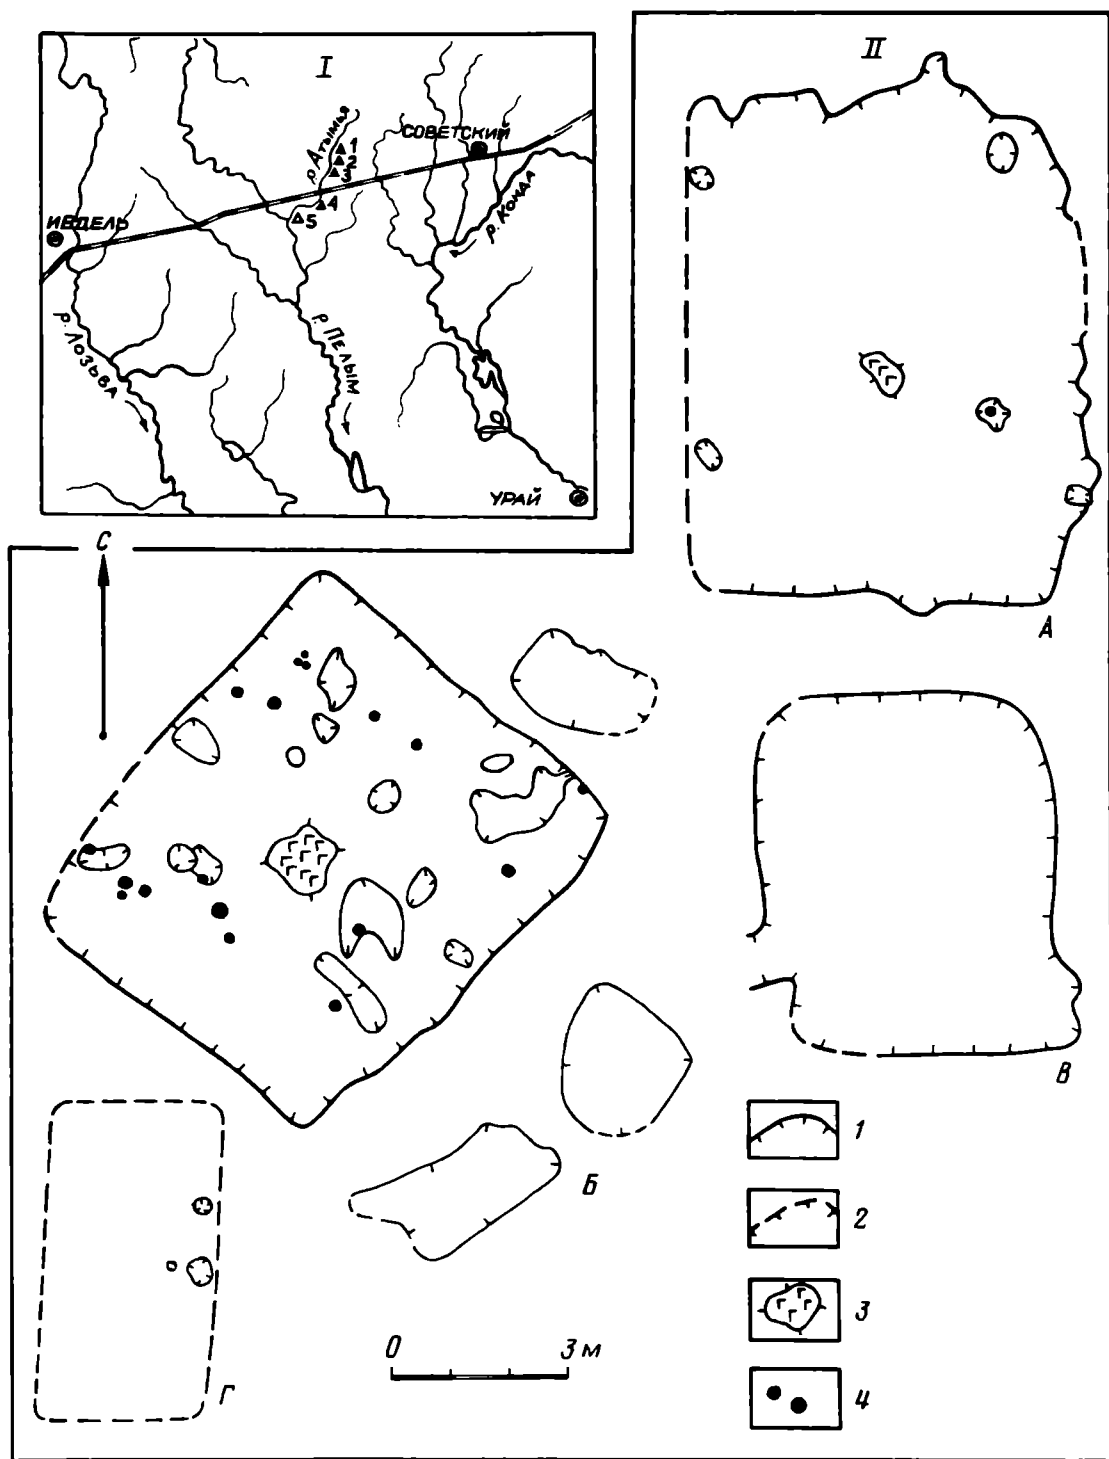 I
II
р. Атымья
СОВЕТСКИЙ
1
2
3
4
5
ИВДЕЛЬ
р. Конда
р. Лозьва
р. Пелым
УРАЙ
С
А
Б
В
Г
0 3 м
1
2
3
4